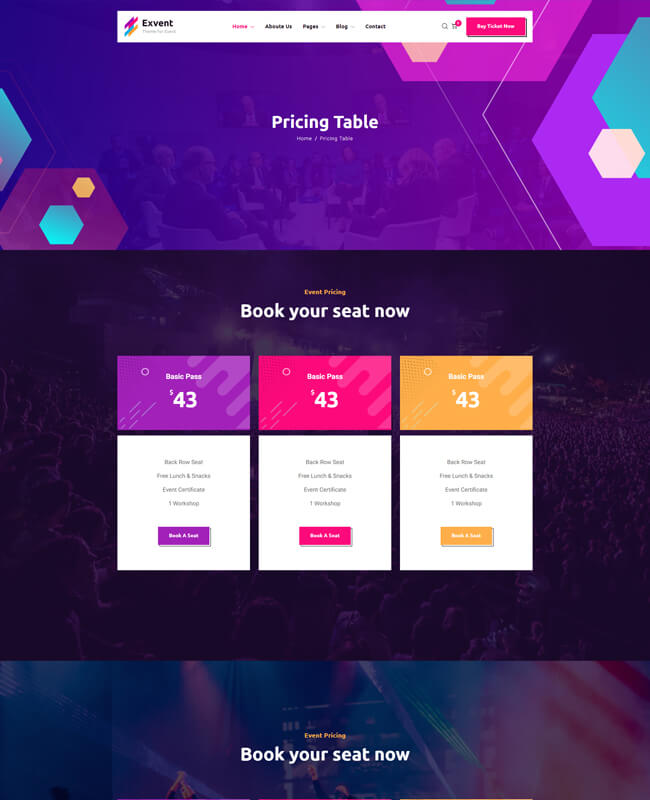 Exvent
Theme for Event
Home
Aboute Us
Pages
Blog
Contact
0
Buy Ticket Now
Pricing Table
Home / Pricing Table
Event Pricing
Book your seat now
Basic Pass
$43
Basic Pass
$43
Basic Pass
$43
Back Row Seat
Free Lunch & Snacks
Event Certificate
1 Workshop
Book A Seat
Back Row Seat
Free Lunch & Snacks
Event Certificate
1 Workshop
Book A Seat
Back Row Seat
Free Lunch & Snacks
Event Certificate
1 Workshop
Book A Seat
Event Pricing
Book your seat now